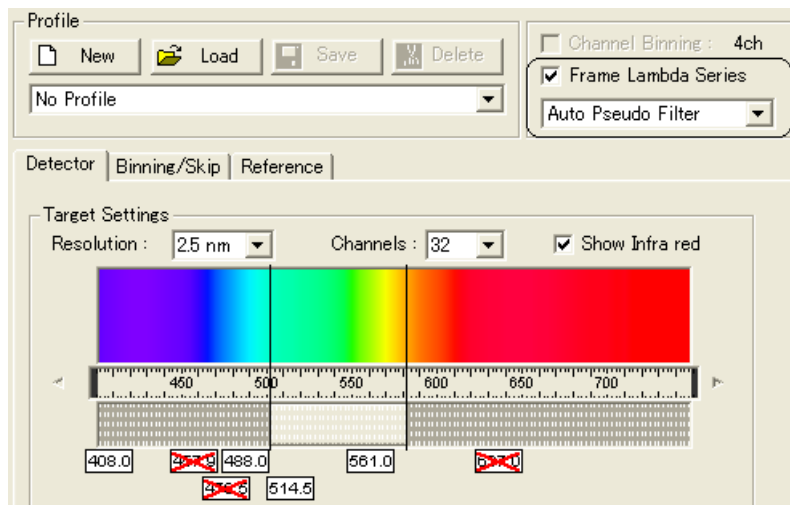 Profile
New Load Save Delete
No Profile
Channel Binning : 4ch
Frame Lambda Series
Auto Pseudo Filter
Detector Binning/Skip Reference
Target Settings
Resolution : 2.5 nm Channels : 32 Show Infra red
450 500 550 600 650 700
408.0 457.9 488.0 561.0
514.5